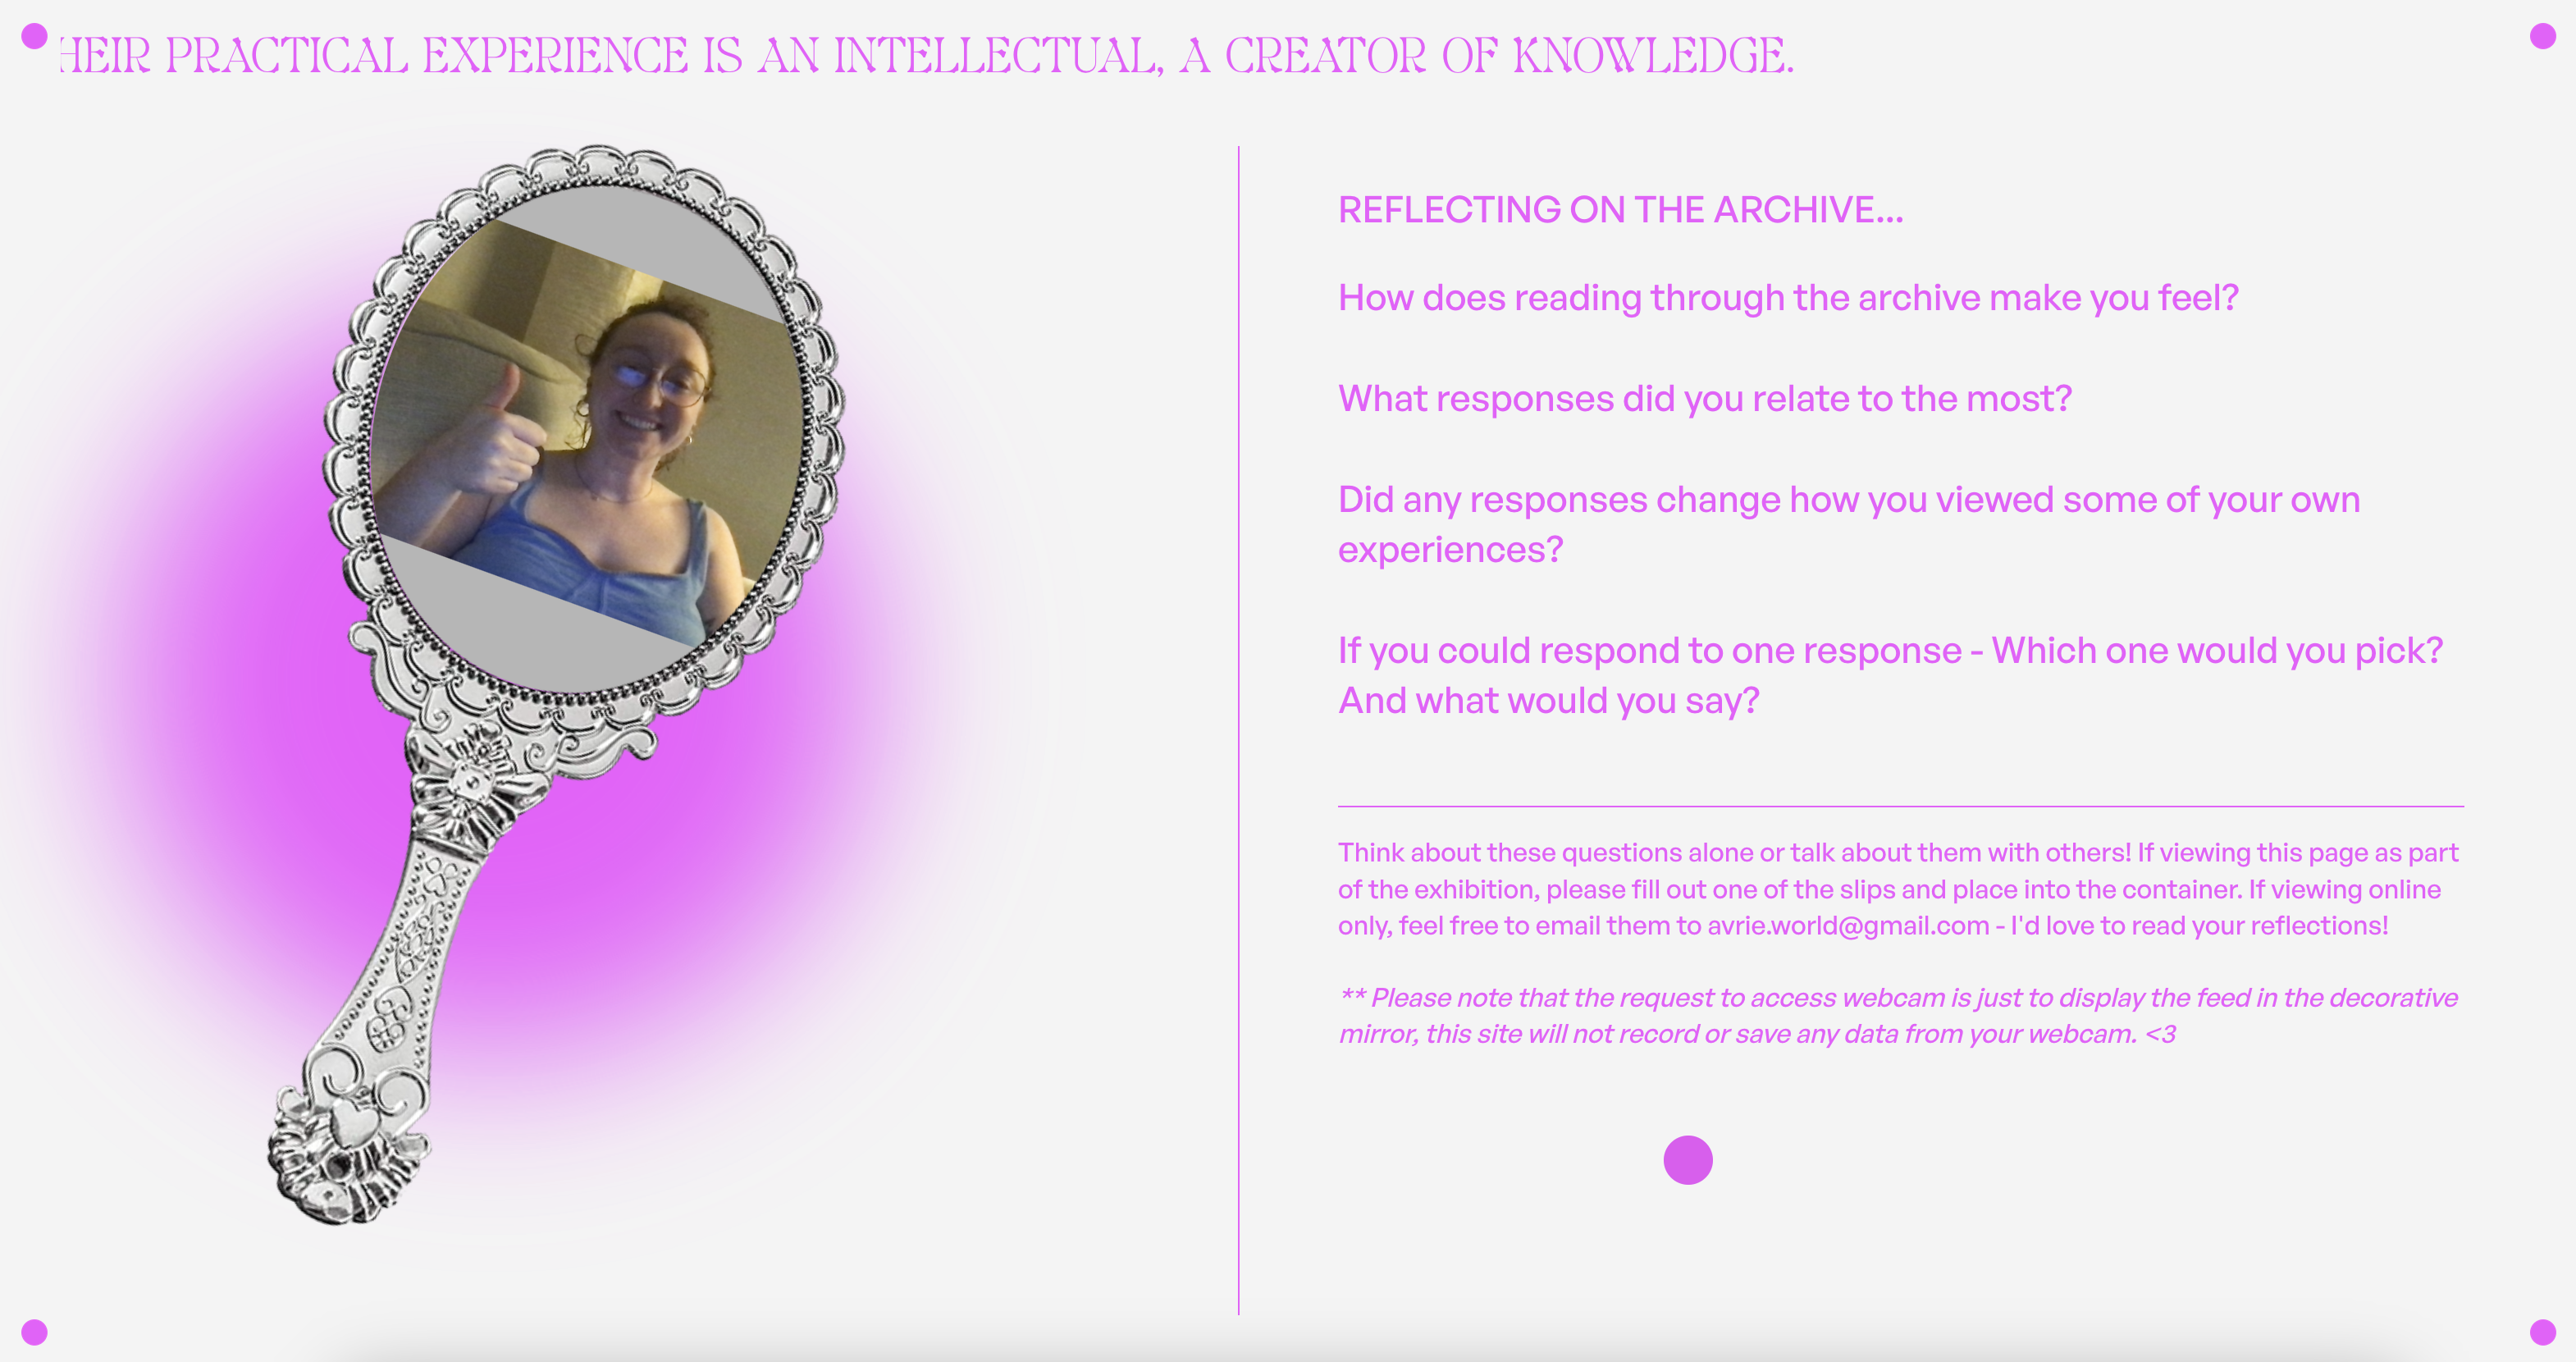 HEIR PRACTICAL EXPERIENCE IS AN INTELLECTUAL, A CREATOR OF KNOWLEDGE.
REFLECTING ON THE ARCHIVE...
How does reading through the archive make you feel?
What responses did you relate to the most?
Did any responses change how you viewed some of your own
experiences?
If you could respond to one response - Which one would you pick?
And what would you say?
Think about these questions alone or talk about them with others! If viewing this page as part
of the exhibition, please fill out one of the slips and place into the container. If viewing online
only, feel free to email them to avrie.world@gmail.com - I'd love to read your reflections!
** Please note that the request to access webcam is just to display the feed in the decorative
mirror, this site will not record or save any data from your webcam. <3